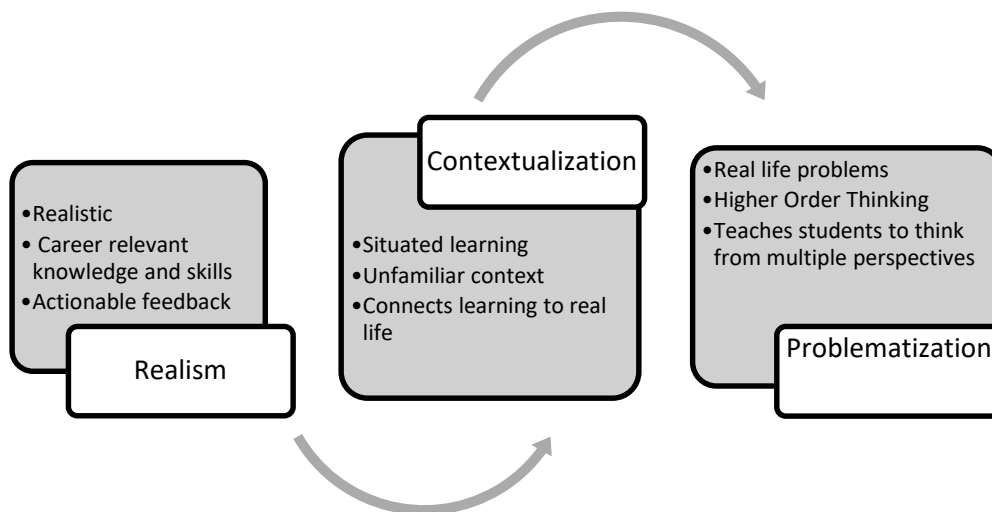 •Realistic
• Career relevant
knowledge and skills
•Actionable feedback
Realism
Contextualization
•Situated learning
•Unfamiliar context
•Connects learning to real
life
•Real life problems
•Higher Order Thinking
•Teaches students to think
from multiple perspectives
Problematization